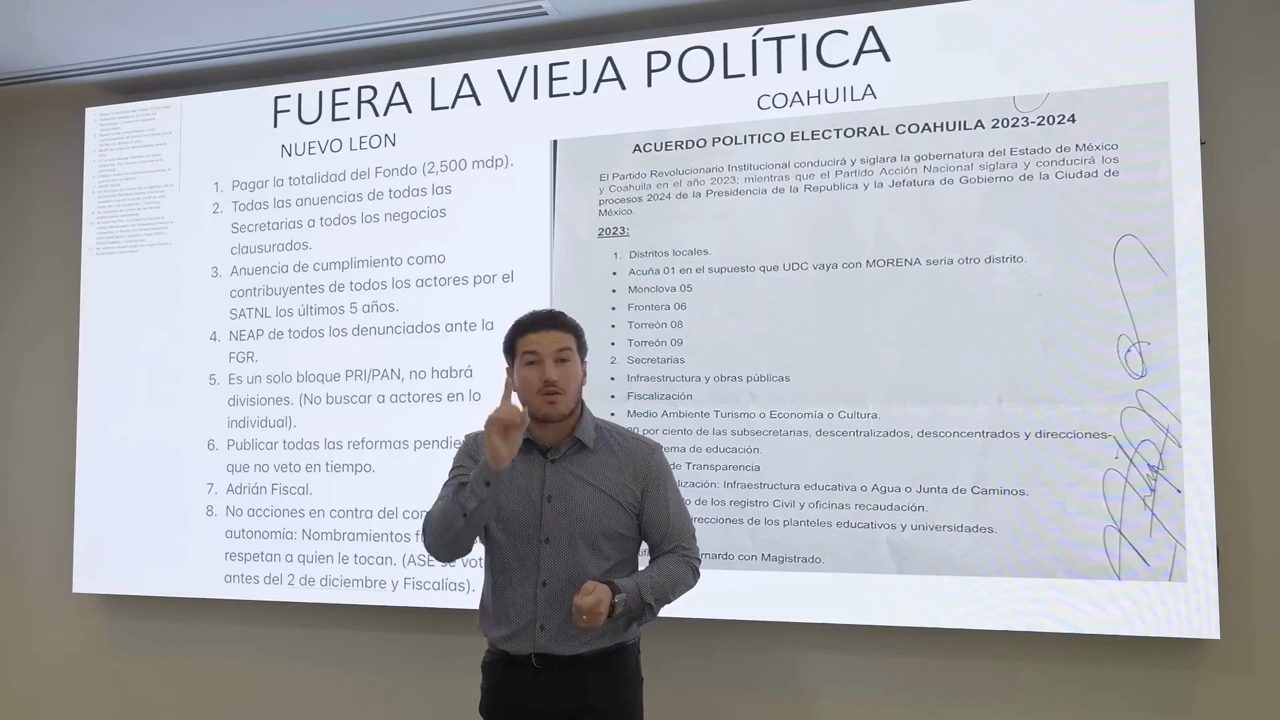 FUERA LA VIEJA POLÍTICA
NUEVO LEON
1. Pagar la totalidad del Fondo (2,500 mdp).
2. Todas las anuencias de todas las
Secretarias a todos los negocios
clausurados.
3. Anuencia de cumplimiento como
contribuyentes de todos los actores por el
SATNL los últimos 5 años.
4. NEAP de todos los denunciados ante la
FGR.
5. Es un solo bloque PRI/PAN, no habrá
divisiones. (No buscar a actores en lo
individual).
6. Publicar todas las reformas
que no veto en tiempo.
7. Adrián Fiscal.
8. No acciones en contra del
autonomía: Nombramientos
respetan a quien le tocan. (ASE se
antes del 2 de diciembre y Fiscalías).
COAHUILA
ACUERDO POLITICO ELECTORAL COAHUILA 2023-2024
El Partido Revolucionario Institucional conducirá y siglara la gobernatura del Estado de México
y Coahuila en el año 2023; mientras que el Partido Acción Nacional siglara y conducirá los
procesos 2024 de la Presidencia de la Republica y la Jefatura de Gobierno de la Ciudad de
México.
2023:
1. Distritos locales.
• Acuña 01 en el supuesto que UDC vaya con MORENA seria otro distrito.
• Monclova 05
• Frontera 06
• Torreón 08
• Torreón 09
2. Secretarias
• Infraestructura y obras públicas
• Fiscalización
• Medio Ambiente Turismo o Economía o Cultura.
por ciento de las subsecretarias, descentralizados, desconcentrados y direcciones-
de educación.
de Transparencia
Infraestructura educativa o Agua o Junta de Caminos.
de los registro Civil y oficinas recaudación.
de los planteles educativos y universidades.
con Magistrado.